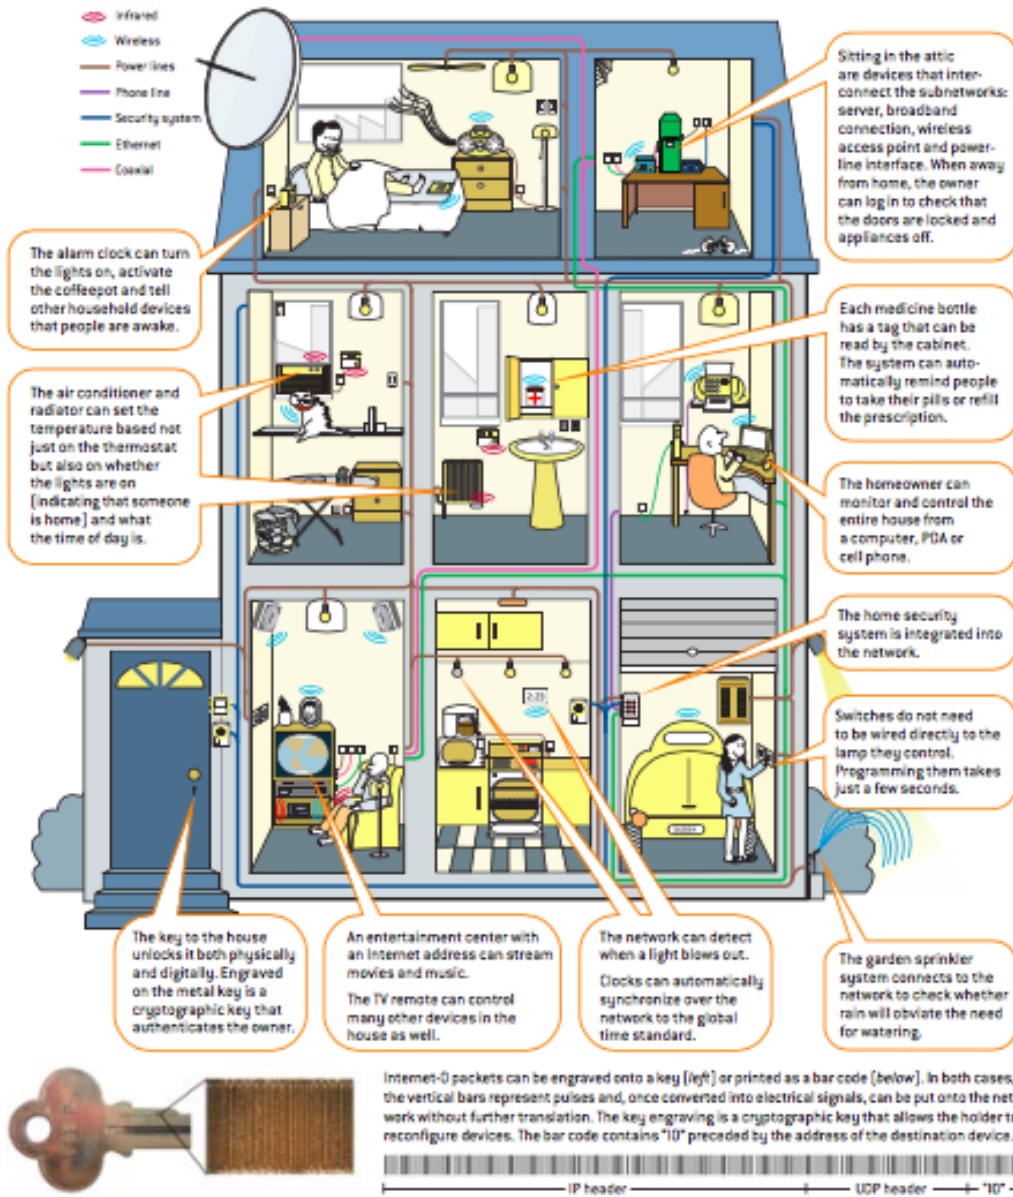 Infrared
Wireless
Power lines
Phone line
Security system
Ethernet
Coaxial
Sitting in the attic
are devices that inter-
connect the subnetworks:
server, broadband
connection, wireless
access point and power-
line interface. When away
from home, the owner
can log in to check that
the doors are locked and
appliances off.
The alarm clock can turn
the lights on, activate
the coffeepot and tell
other household devices
that people are awake.
Each medicine bottle
has a tag that can be
read by the cabinet.
The system can auto-
matically remind people
to take their pills or refill
the prescription.
The air conditioner and
radiator can set the
temperature based not
just on the thermostat
but also on whether
the lights are on
[indicating that someone
is home] and what
the time of day is.
The homeowner can
monitor and control the
entire house from
a computer, PDA or
cell phone.
The home security
system is integrated into
the network.
Switches do not need
to be wired directly to the
lamp they control.
Programming them takes
just a few seconds.
2:23
The key to the house
unlocks it both physically
and digitally. Engraved
on the metal key is a
cryptographic key that
authenticates the owner.
An entertainment center with
an Internet address can stream
movies and music.
The TV remote can control
many other devices in the
house as well.
The network can detect
when a light blows out.
Clocks can automatically
synchronize over the
network to the global
time standard.
The garden sprinkler
system connects to the
network to check whether
rain will obviate the need
for watering.
Internet-0 packets can be engraved onto a key [left] or printed as a bar code [below]. In both cases,
the vertical bars represent pulses and, once converted into electrical signals, can be put onto the net-
work without further translation. The key engraving is a cryptographic key that allows the holder to
reconfigure devices. The bar code contains "I0" preceded by the address of the destination device.
IP header
UDP header
"I0"